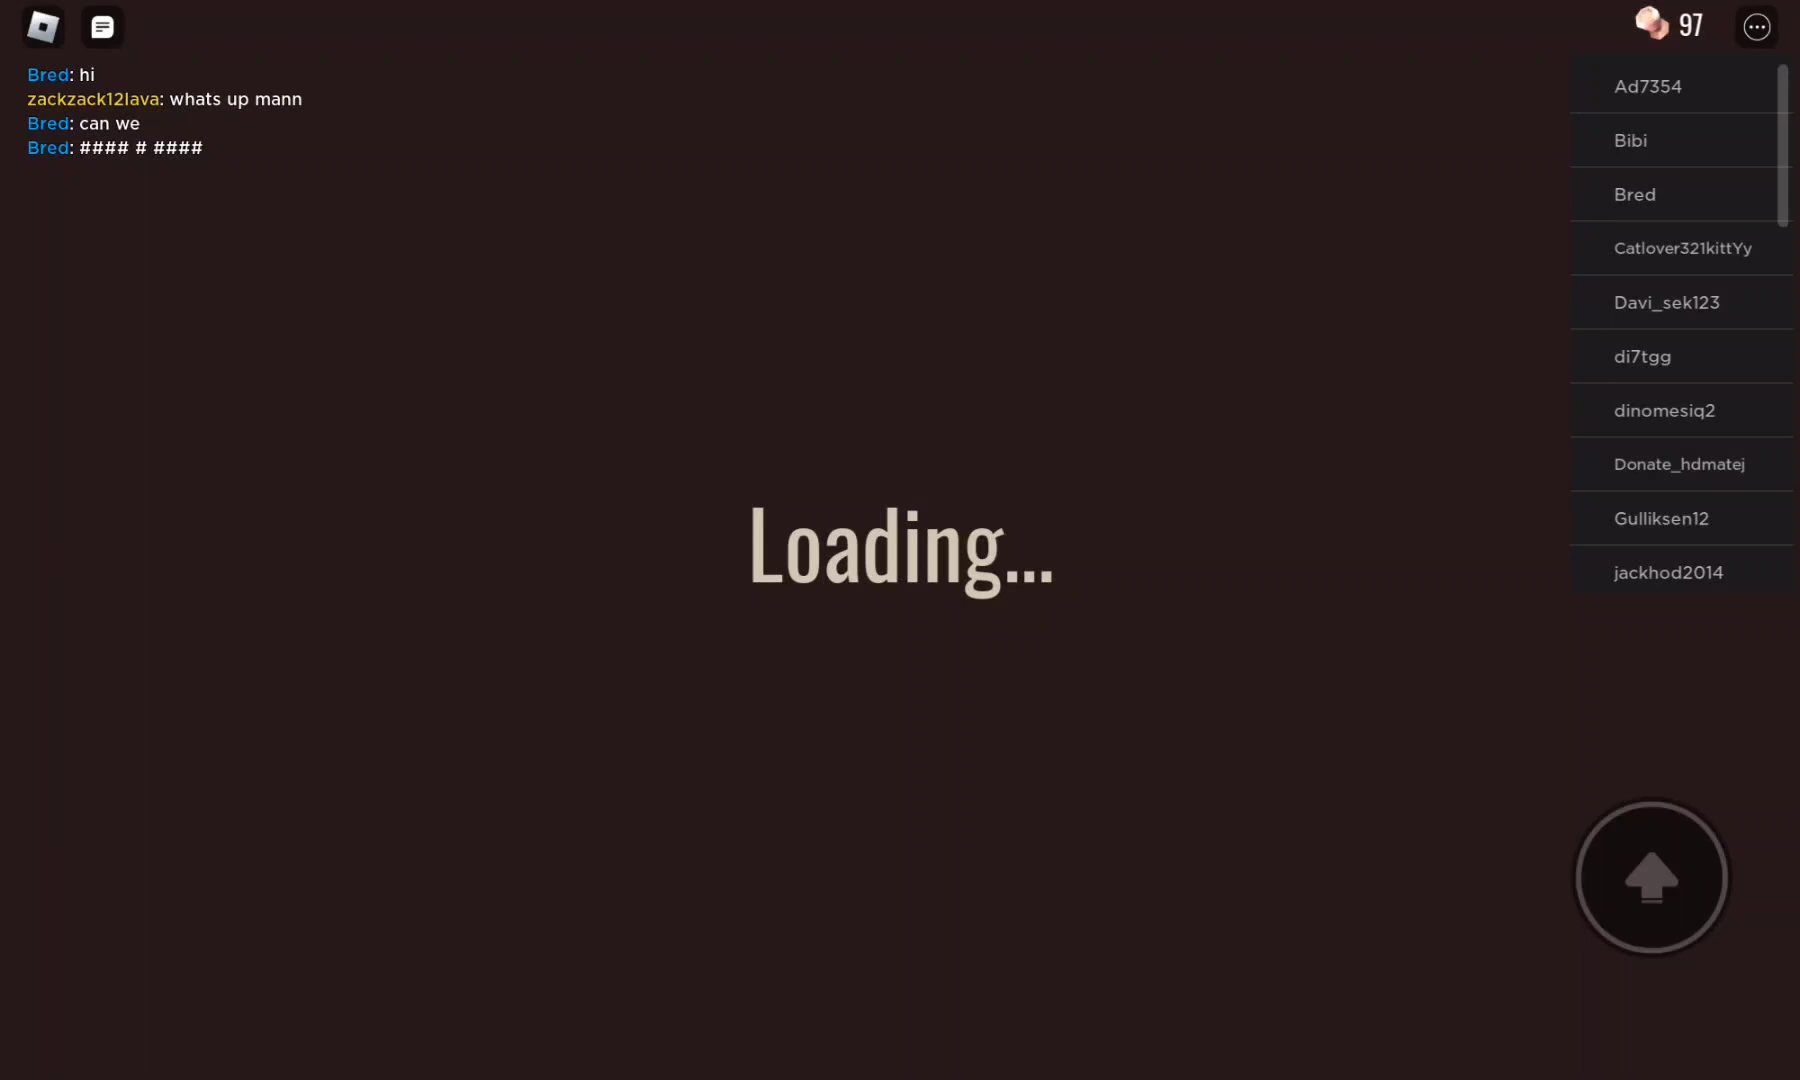 97
Bred: hi
zackzack12lava: whats up mann
Bred: can we
Bred: #### # ####
Ad7354
Bibi
Bred
Catlover321kittYy
Davi_sek123
di7tgg
dinomesiq2
Donate_hdmatej
Gulliksen12
jackhod2014
Loading...